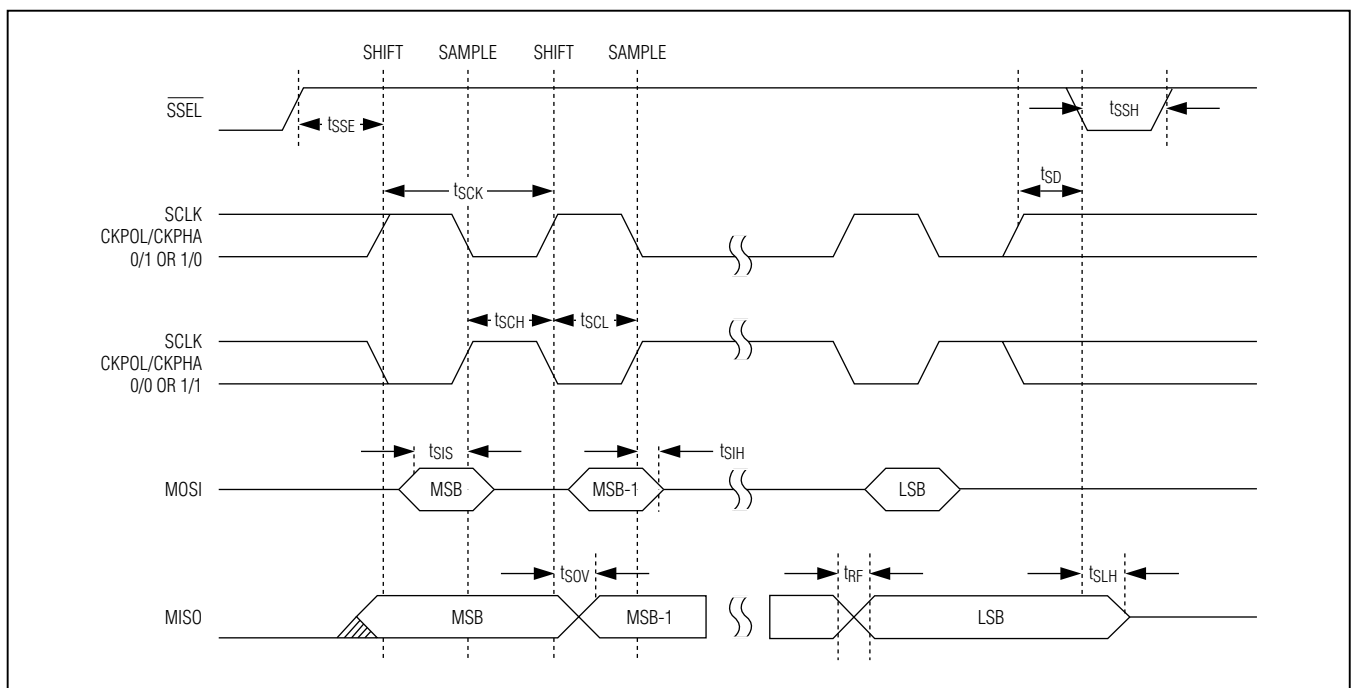 SHIFT SAMPLE SHIFT SAMPLE
SSEL
tSSE
tSSH
tSCK
tSD
SCLK
CKPOL/CKPHA
0/1 OR 1/0
tSCH
tSCL
SCLK
CKPOL/CKPHA
0/0 OR 1/1
tSIS
tSIH
MOSI
MSB
MSB-1
LSB
tSOV
tRF
tSLH
MISO
MSB
MSB-1
LSB